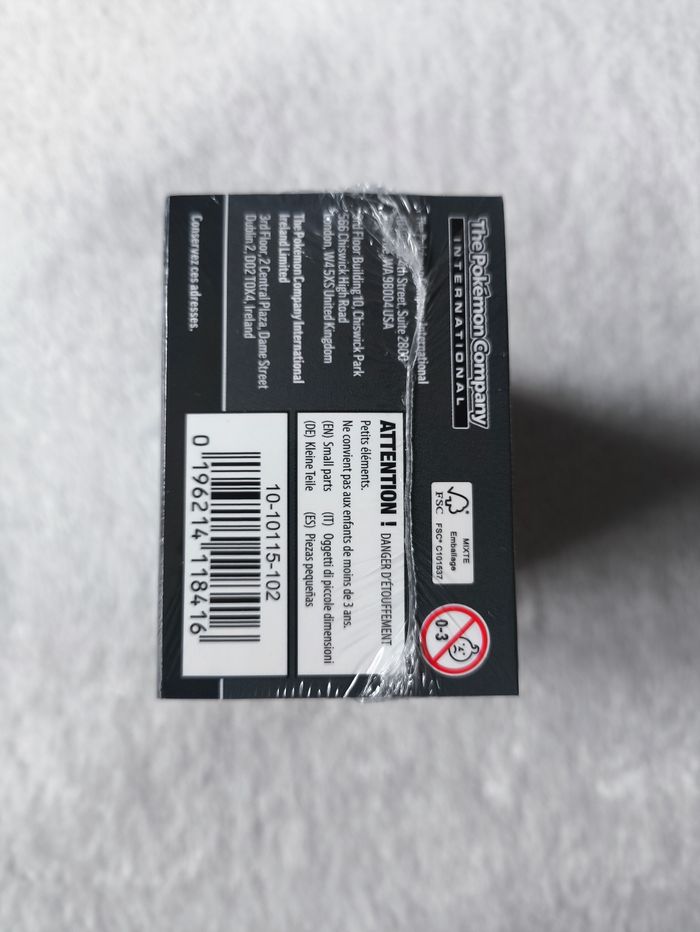 The Pokémon Company
INTERNATIONAL
International
4th Street, Suite 2800
WA 98004 USA
Floor Building 10, Chiswick Park
566 Chiswick High Road
London, W4 5XS United Kingdom
The Pokémon Company International
Ireland Limited
3rd Floor, 2 Central Plaza, Dame Street
Dublin 2, D02 T0X4, Ireland
Conservez ces adresses.
FSC
MIXTE
Emballage
FSC® C101537
0-3
ATTENTION ! DANGER D'ÉTOUFFEMENT
Petits éléments.
Ne convient pas aux enfants de moins de 3 ans.
(EN) Small parts (IT) Oggetti di piccole dimensioni
(DE) Kleine Teile (ES) Piezas pequeñas
10-10115-102
0 196214 118416